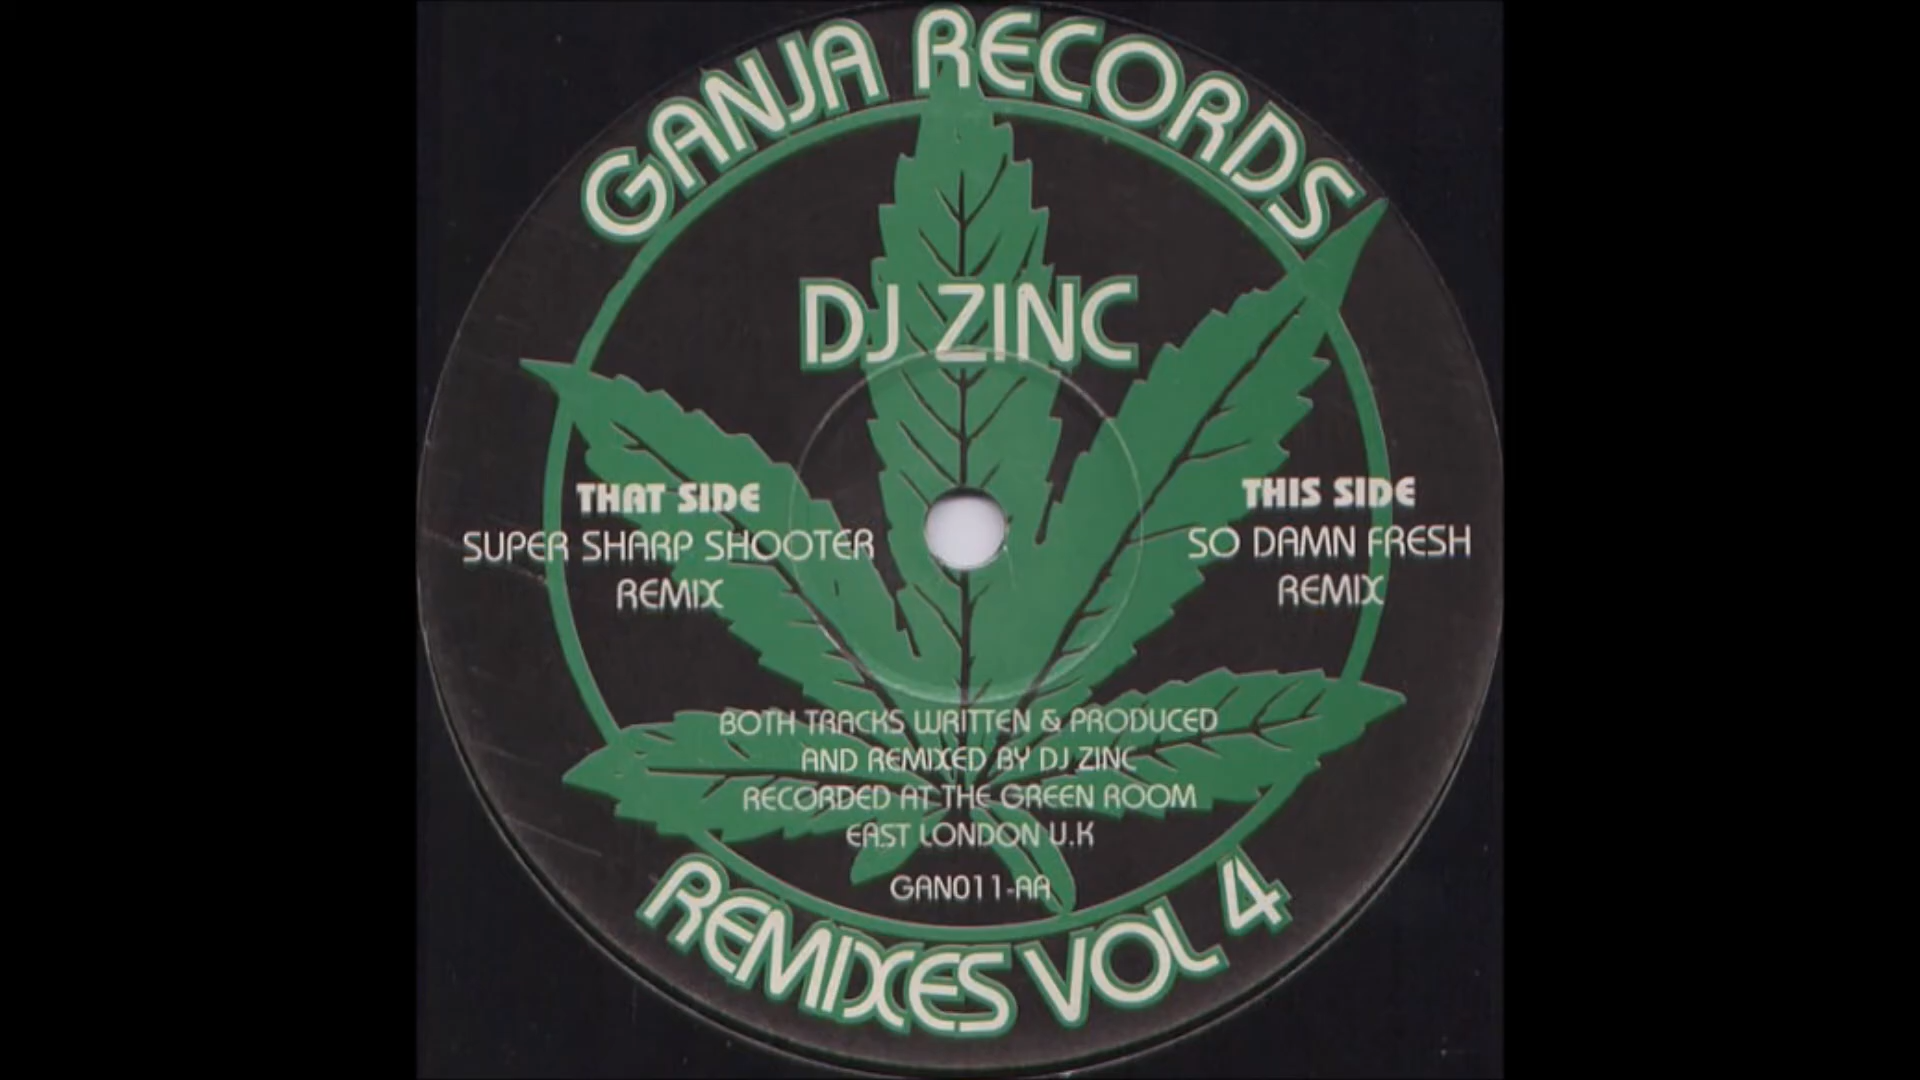 GANJA RECORDS
DJ ZINC
THAT SIDE
SUPER SHARP SHOOTER
REMIX
THIS SIDE
SO DAMN FRESH
REMIX
BOTH TRACKS WRITTEN & PRODUCED
AND REMIXED BY DJ ZINC
RECORDED AT THE GREEN ROOM
EAST LONDON U.K
GAN011-AA
REMIXES VOL 4